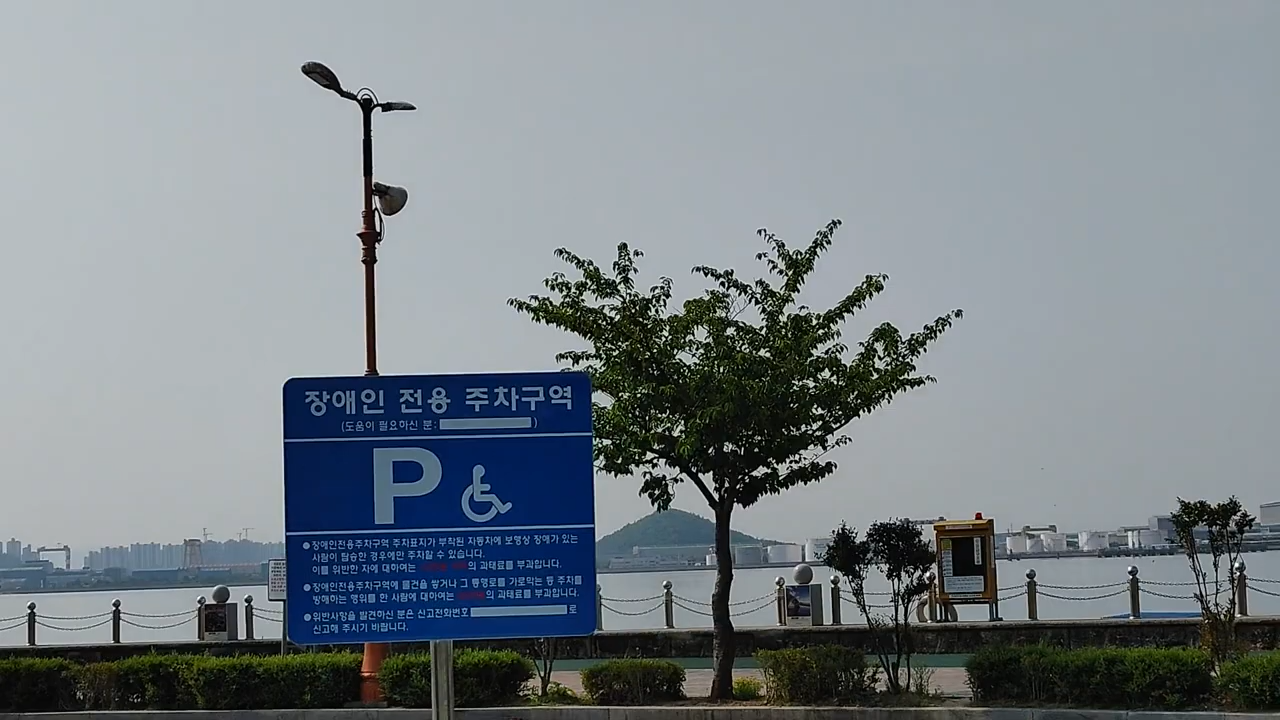 장애인 전용 주차구역
(도움이 필요하신 분: )
P
●장애인전용주차구역 주차표지가 부착된 자동차에 보행상 장애가 있는
사람이 탑승한 경우에만 주차할 수 있습니다.
이를 위반한 자에 대하여는 의 과태료를 부과합니다.
●장애인전용주차구역에 물건을 쌓거나 그 통행로를 가로막는 등 주차를
방해하는 행위를 한 사람에 대하여는 의 과태료를 부과합니다.
●위반사항을 발견하신 분은 신고전화번호 로
신고해 주시기 바랍니다.